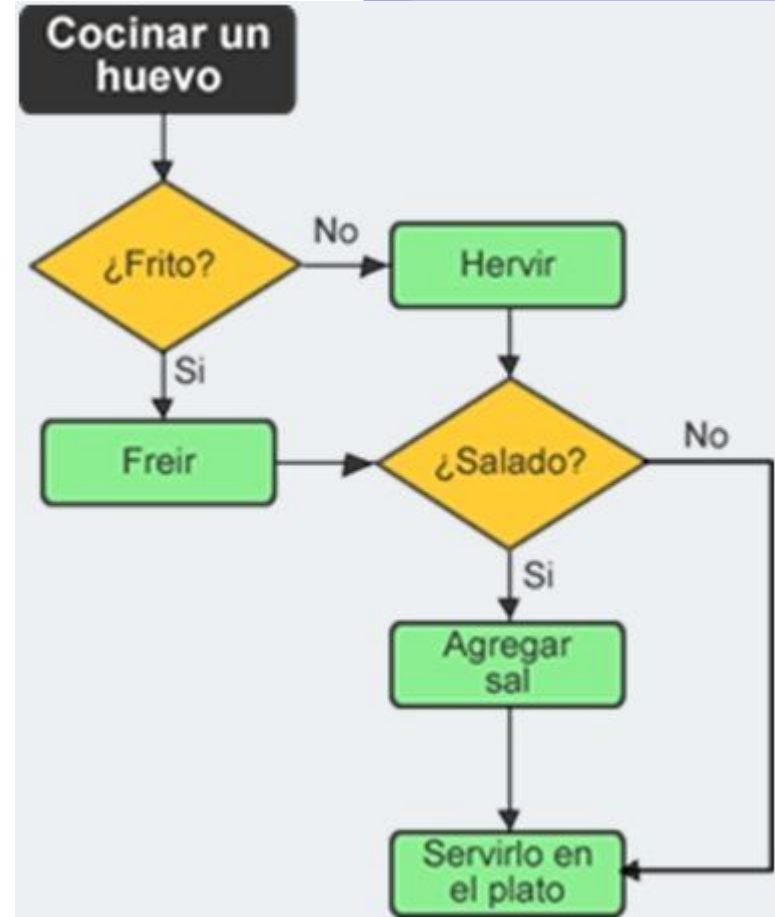 Cocinar un
huevo
¿Frito?
No
Hervir
Si
Freir
¿Salado?
No
Si
Agregar
sal
Servirlo en
el plato